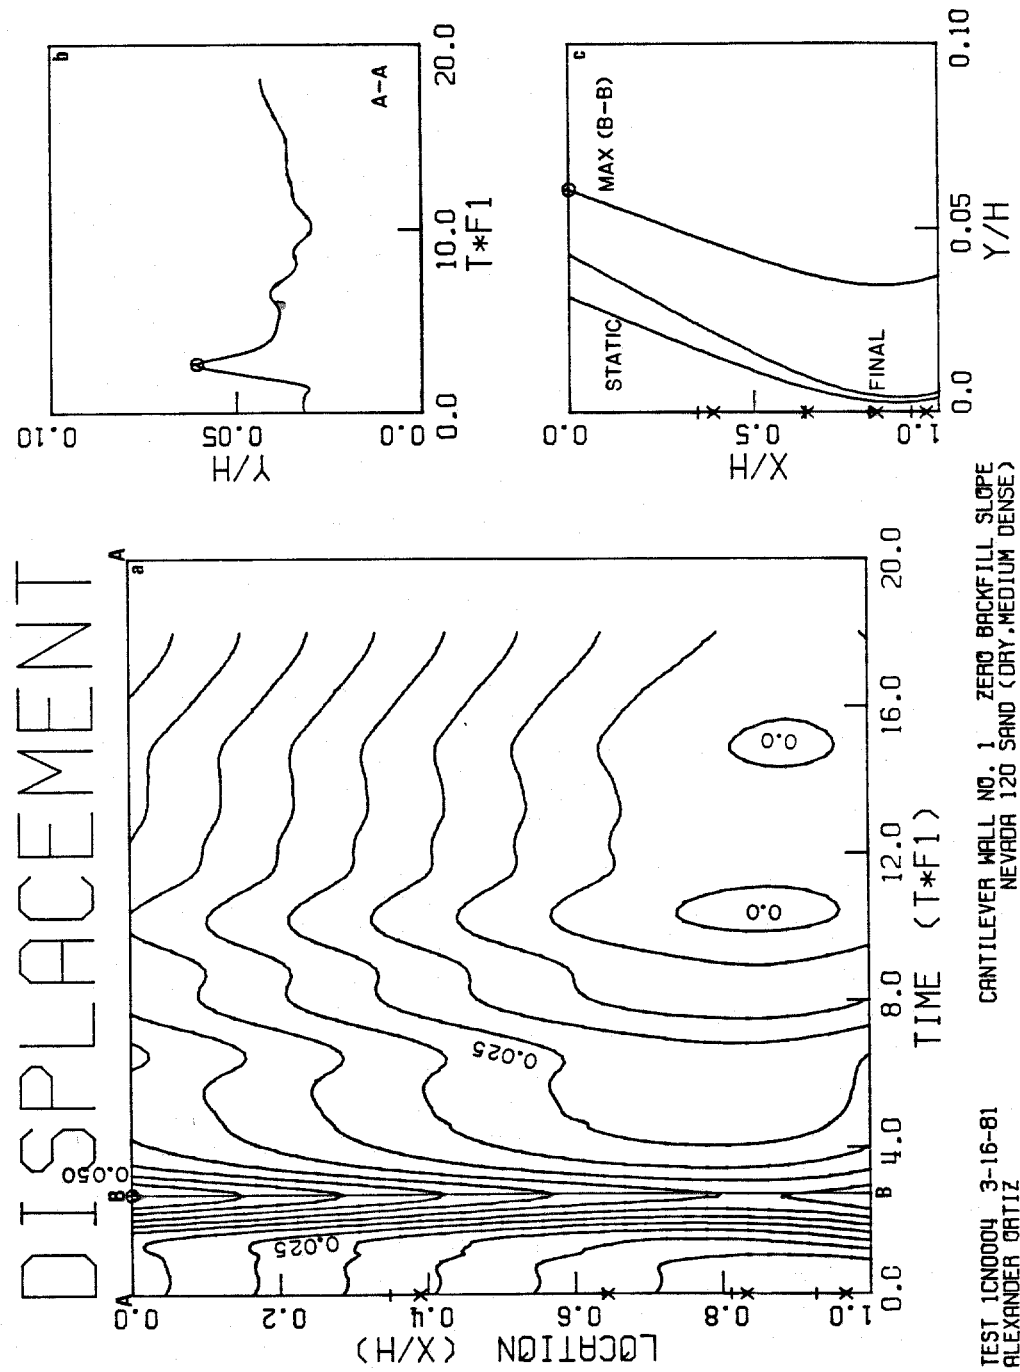 DISPLACEMENT
A
A
a
B
B
0.050
0.025
0.025
0.0
0.0
0.0
0.2
0.4
0.6
0.8
1.0
LOCATION (X/H)
0.0
4.0
8.0
12.0
16.0
20.0
TIME (T*F1)
b
A-A
0.10
0.05
0.0
Y/H
0.0
10.0
20.0
T*F1
c
STATIC
MAX (B-B)
FINAL
0.0
0.5
1.0
X/H
0.0
0.05
0.10
Y/H
TEST 1CN0004 3-16-81
ALEXANDER ORTIZ
CANTILEVER WALL NO. 1 ZERO BACKFILL SLOPE
NEVADA 120 SAND (DRY,MEDIUM DENSE)